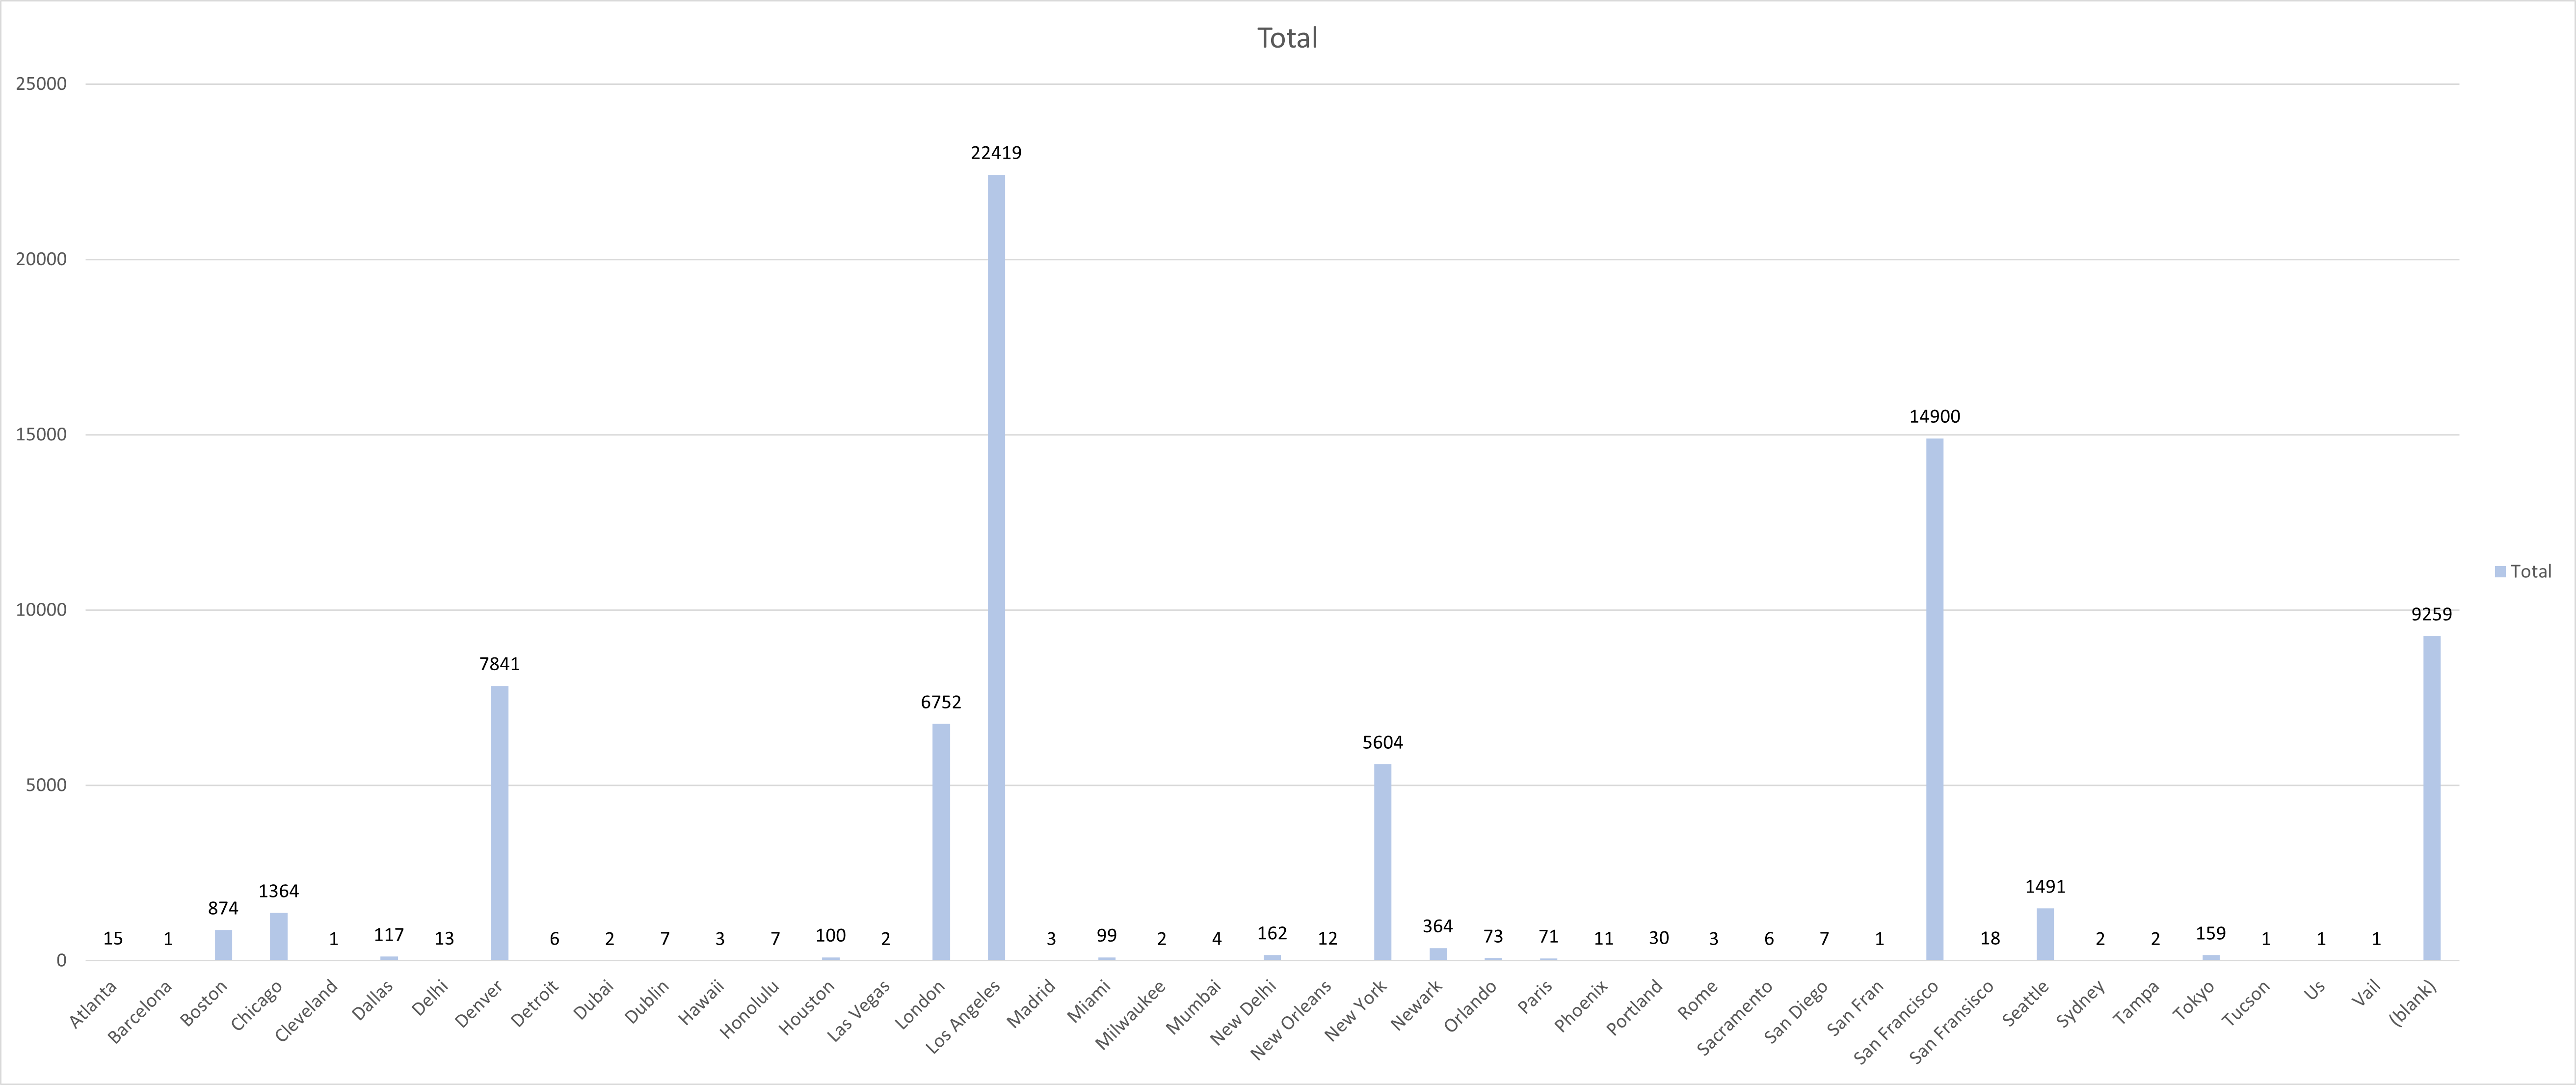 Total
25000
20000
15000
10000
5000
0
15 1 874 1364 1 117 13 7841 6 2 7 3 7 100 2 6752 22419 3 99 2 4 162 12 5604 364 73 71 11 30 3 6 7 1 14900 18 1491 2 2 159 1 1 1 9259
Atlanta Barcelona Boston Chicago Cleveland Dallas Delhi Denver Detroit Dubai Dublin Hawaii Honolulu Houston Las Vegas London Los Angeles Madrid Miami Milwaukee Mumbai New Delhi New Orleans New York Newark Orlando Paris Phoenix Portland Rome Sacramento San Diego San Fran San Francisco San Fransisco Seattle Sydney Tampa Tokyo Tucson Us Vail (blank)
Total